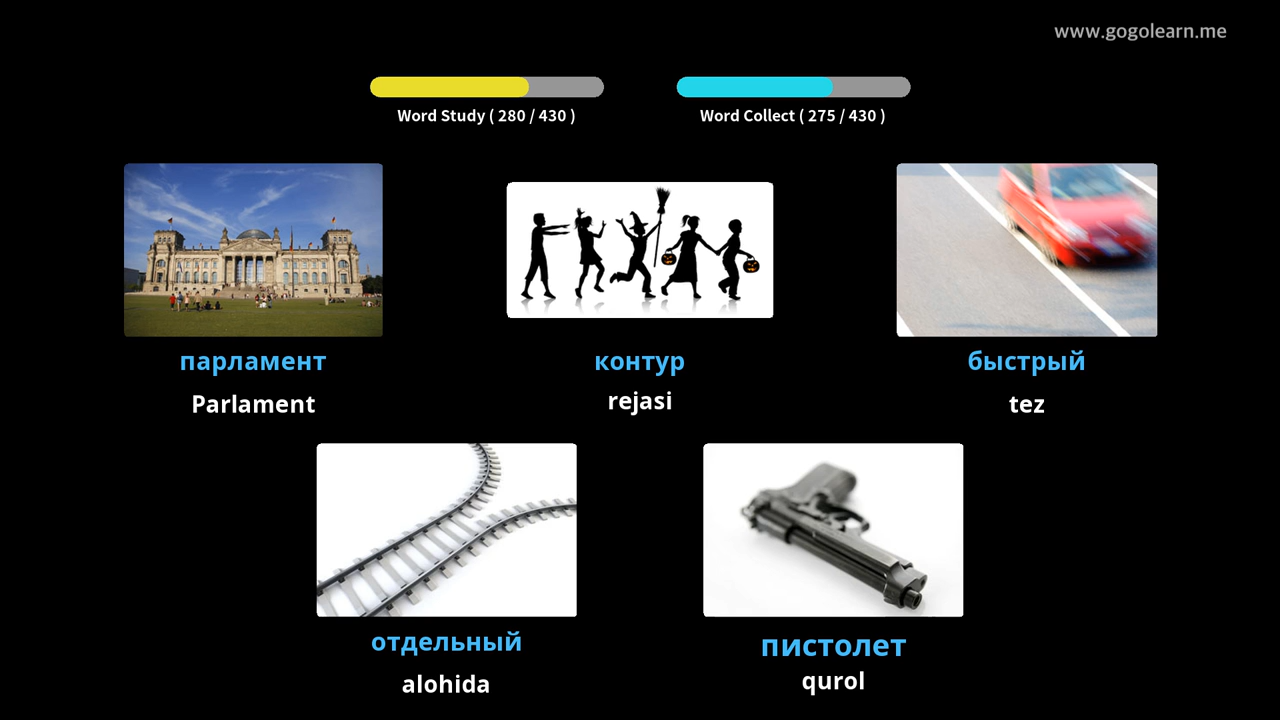 www.gogolearn.me
Word Study ( 280 / 430 )
Word Collect ( 275 / 430 )
парламент
Parlament
контур
rejasi
быстрый
tez
отдельный
alohida
пистолет
qurol